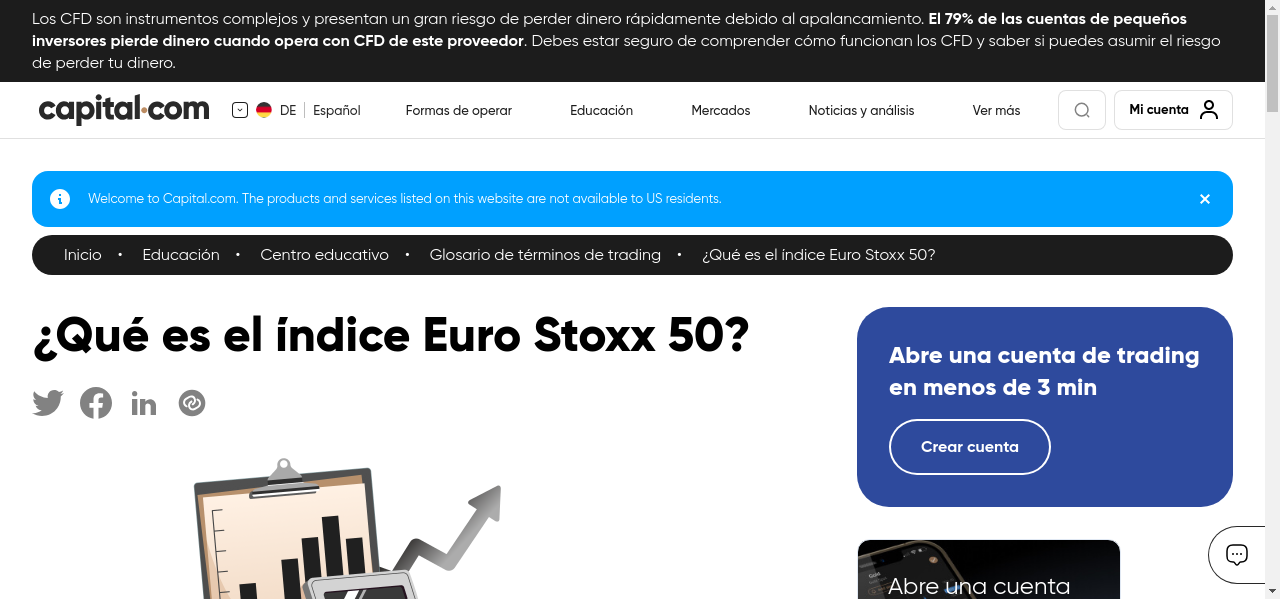 Los CFD son instrumentos complejos y presentan un gran riesgo de perder dinero rápidamente debido al apalancamiento. El 79% de las cuentas de pequeños
inversores pierde dinero cuando opera con CFD de este proveedor. Debes estar seguro de comprender cómo funcionan los CFD y saber si puedes asumir el riesgo
de perder tu dinero.
capital.com
DE
Español
Formas de operar
Educación
Mercados
Noticias y análisis
Ver más
Mi cuenta
Welcome to Capital.com. The products and services listed on this website are not available to US residents.
Inicio • Educación • Centro educativo • Glosario de términos de trading • ¿Qué es el índice Euro Stoxx 50?
¿Qué es el índice Euro Stoxx 50?
Abre una cuenta de trading
en menos de 3 min
Crear cuenta
Abre una cuenta